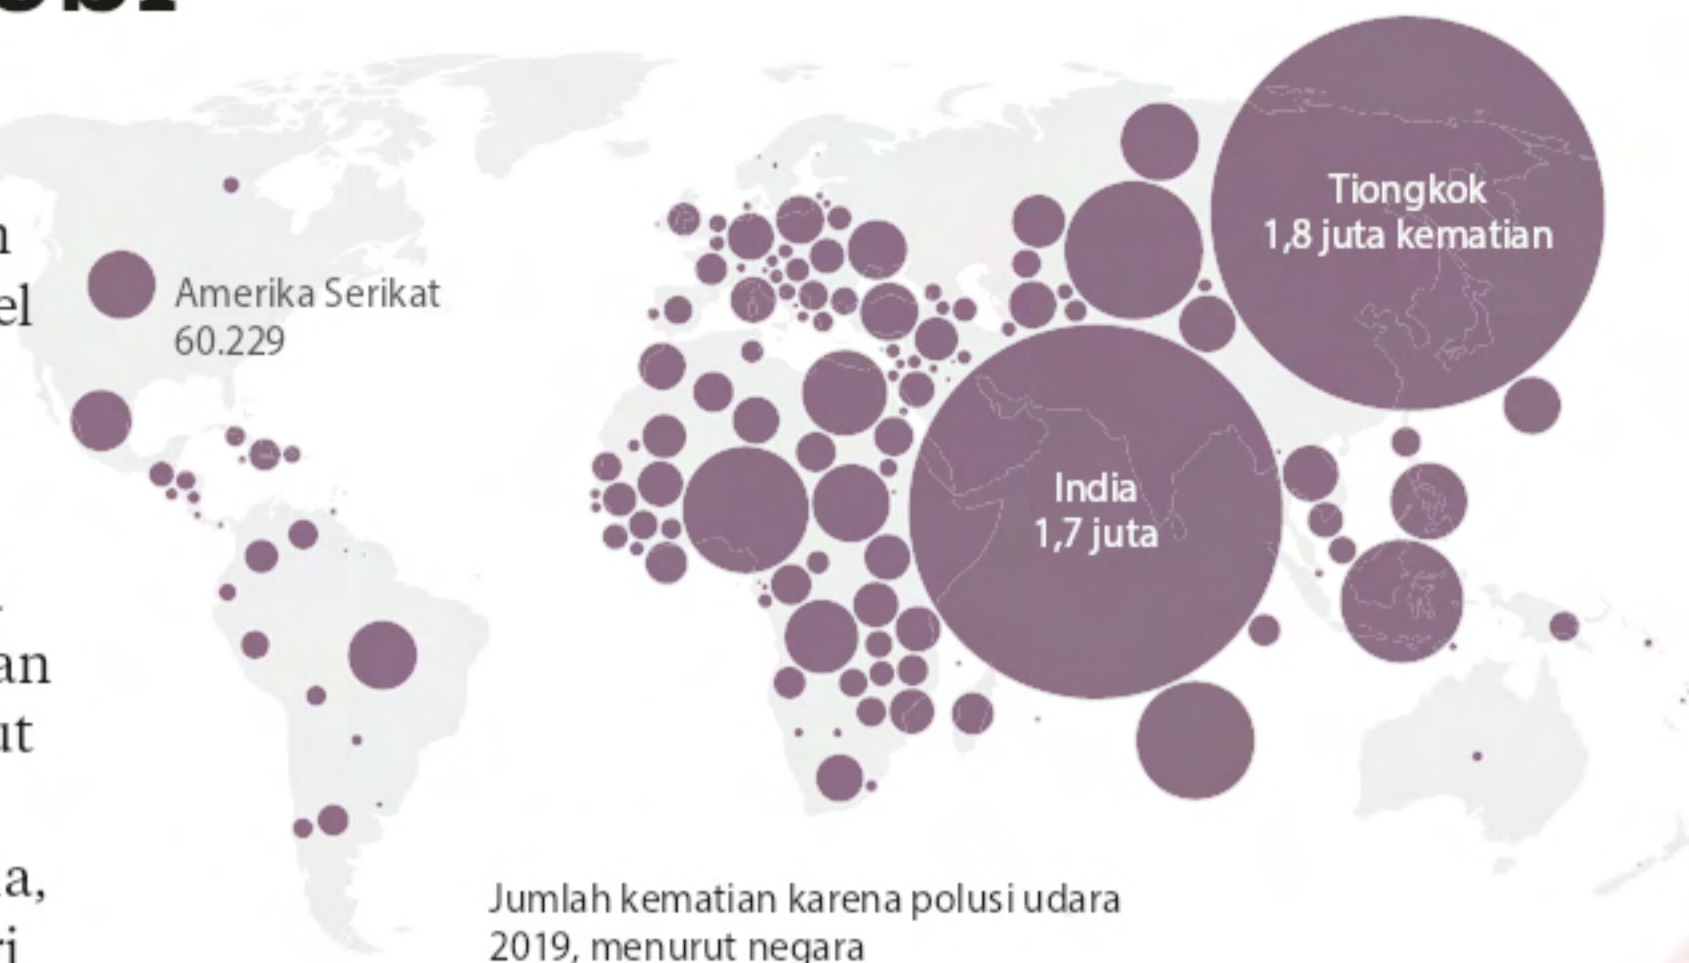 Amerika Serikat
60.229
Tiongkok
1,8 juta kematian
India
1,7 juta
Jumlah kematian karena polusi udara
2019, menurut negara